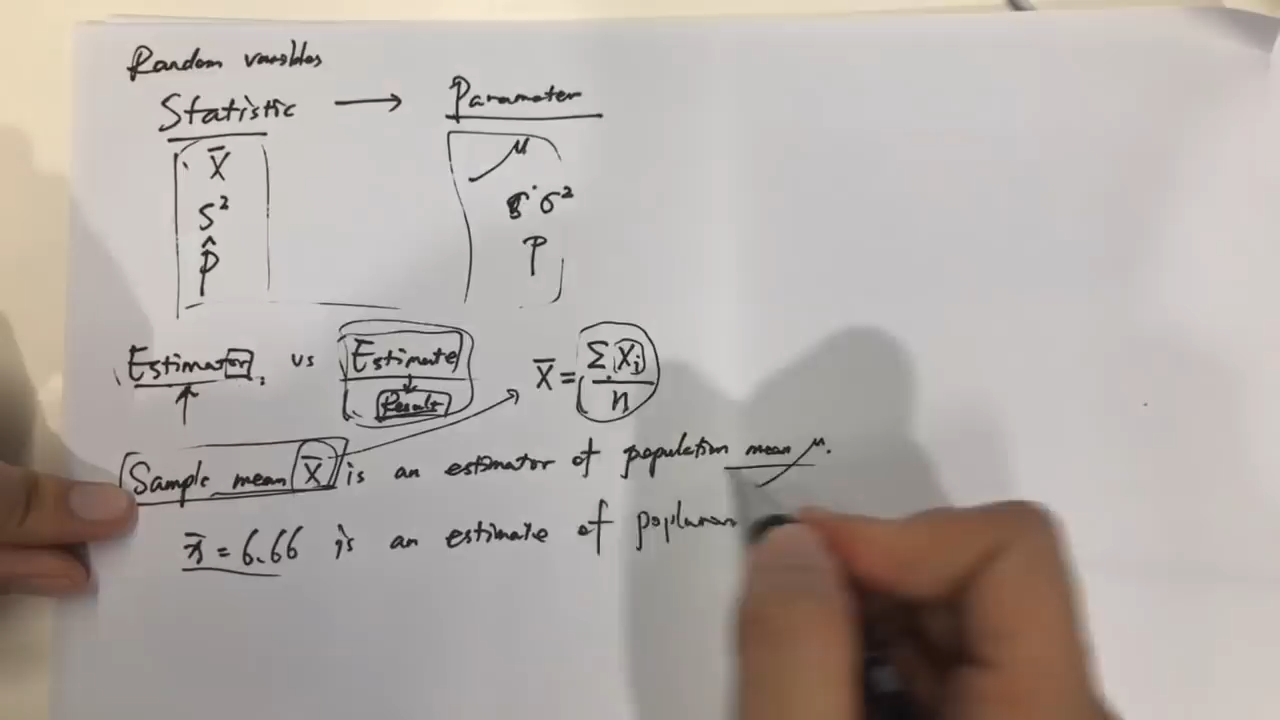 Random variables
Statistic → Parameter
X̄ μ
S² σ²
p̂ P
Estimator vs Estimate
Result
X̄ = ΣXi / n
Sample mean X̄ is an estimator of population mean μ.
x̄ = 6.66 is an estimate of